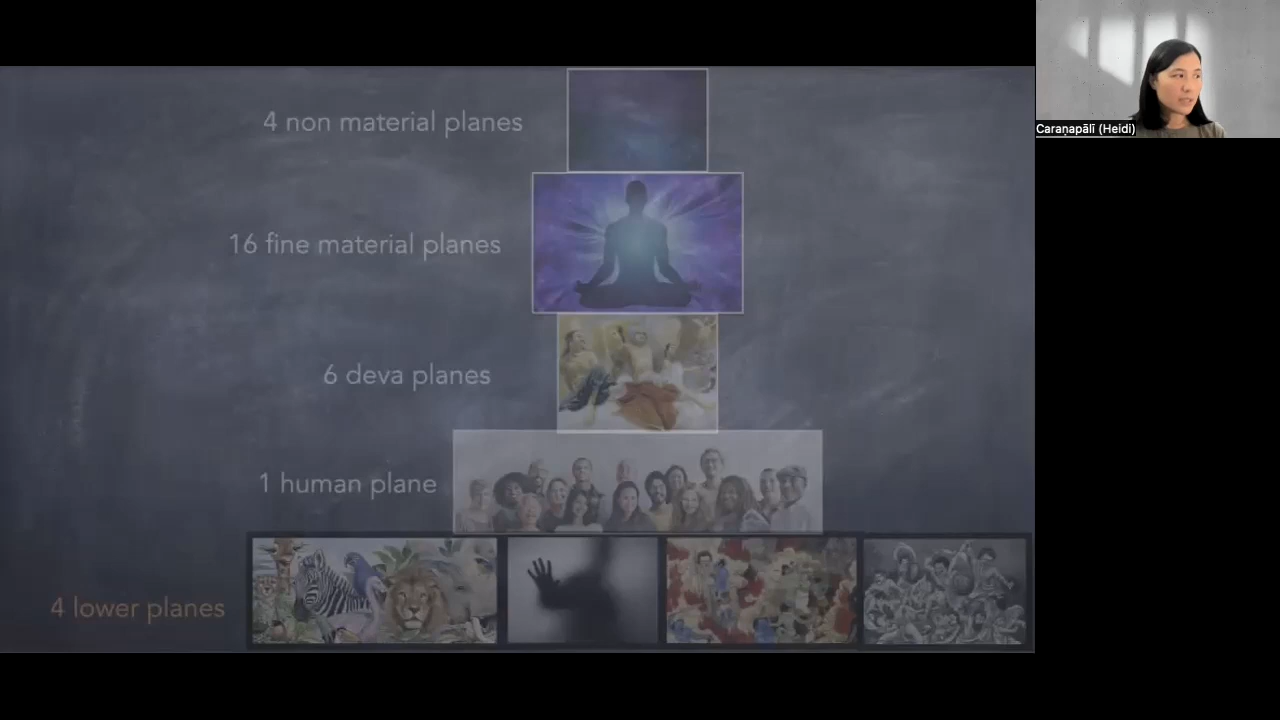 4 non material planes
Caraṇapālī (Heidi)
16 fine material planes
6 deva planes
1 human plane
4 lower planes